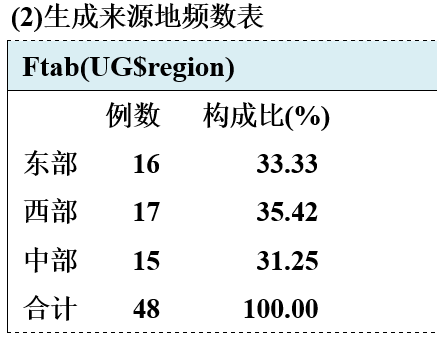 (2)生成来源地频数表
Ftab(UG$region)
例数 构成比(%)
东部 16 33.33
西部 17 35.42
中部 15 31.25
合计 48 100.00